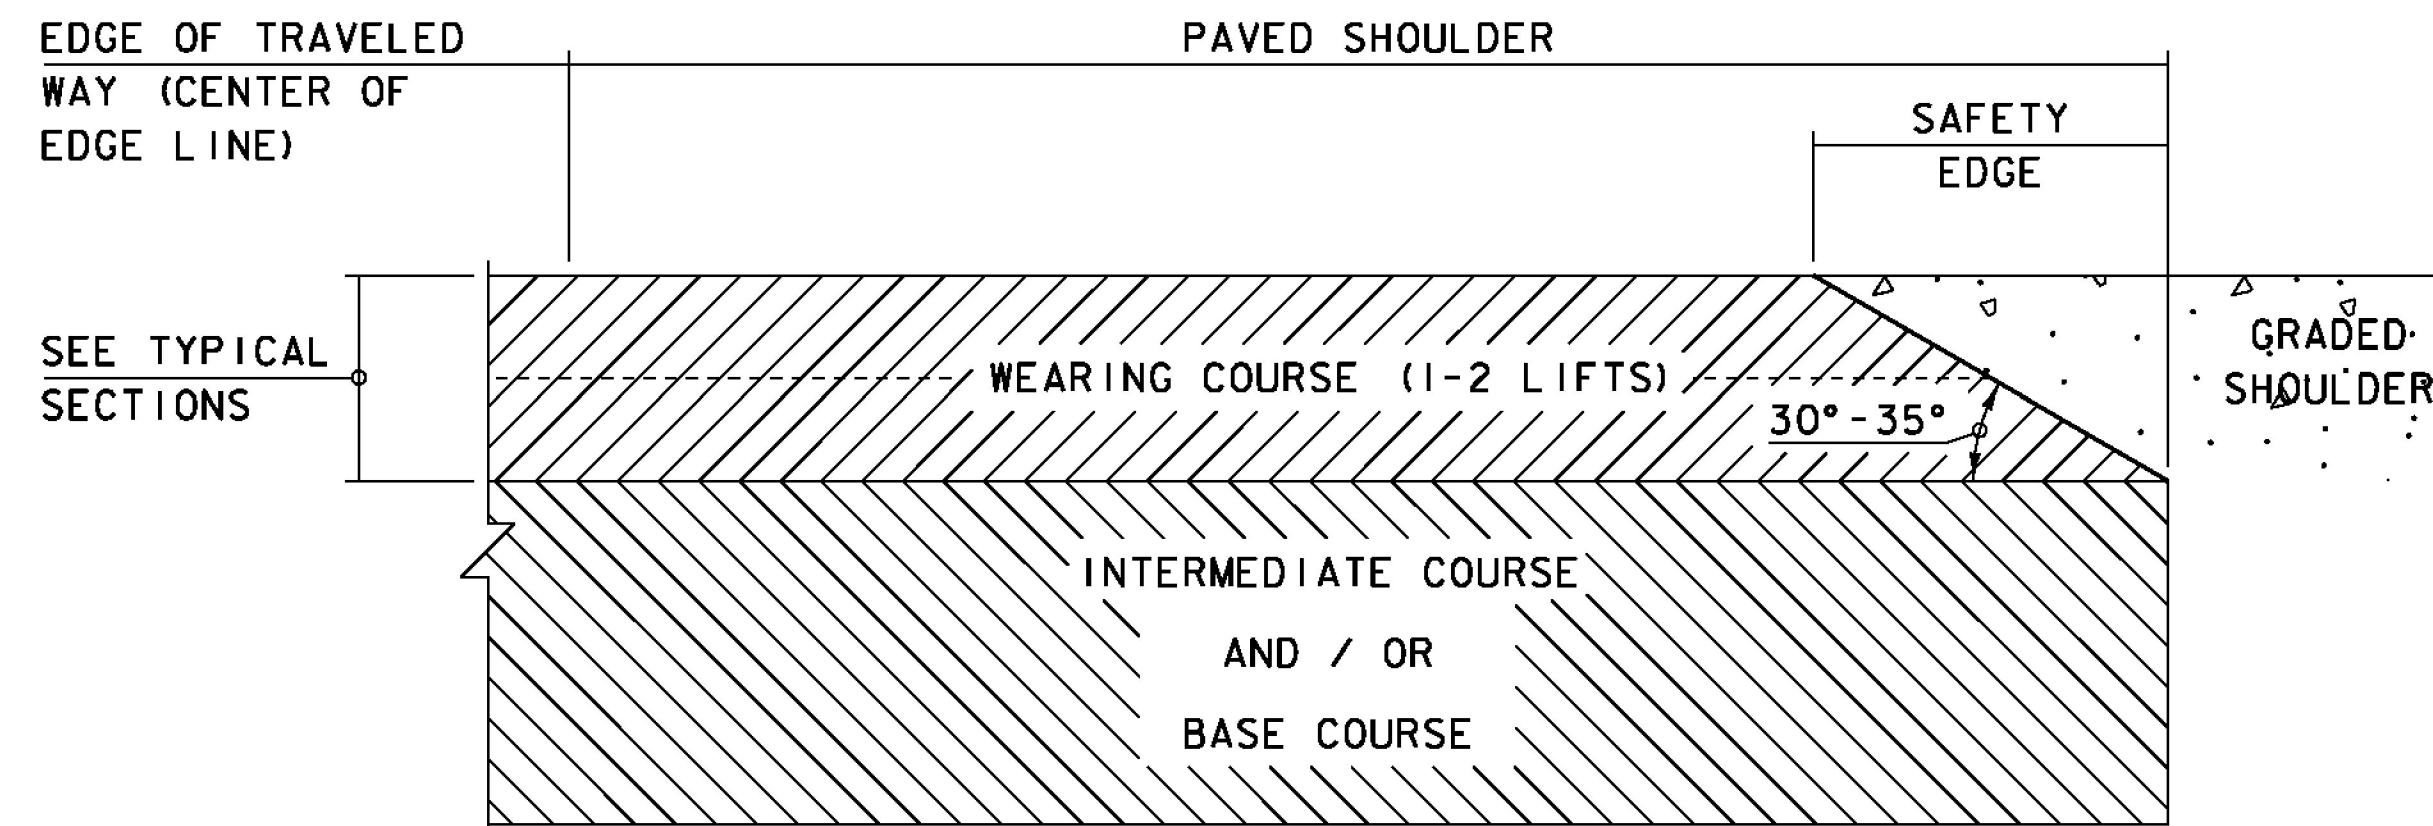 EDGE OF TRAVELED
WAY (CENTER OF
EDGE LINE)
PAVED SHOULDER
SAFETY
EDGE
SEE TYPICAL
SECTIONS
WEARING COURSE (1-2 LIFTS)
30°-35°
GRADED
SHOULDER
INTERMEDIATE COURSE
AND / OR
BASE COURSE